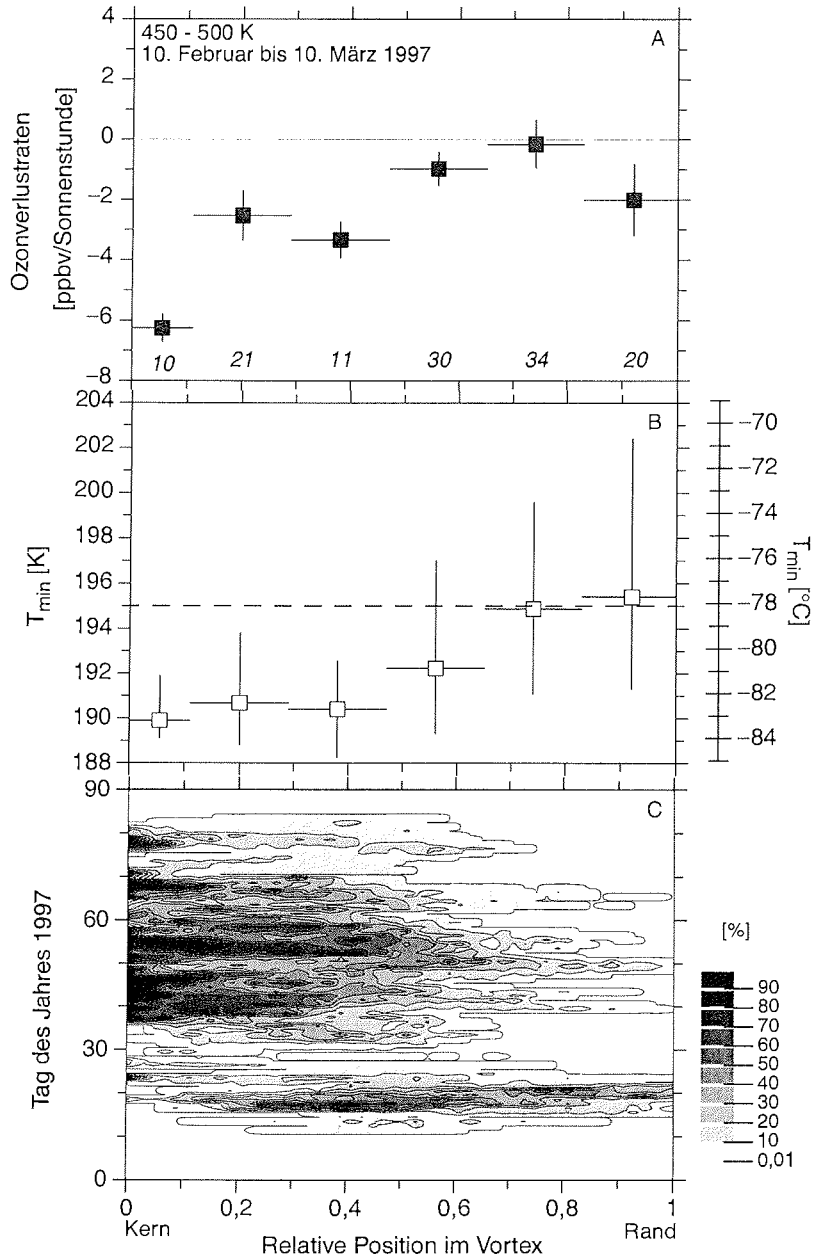 450 - 500 K
10. Februar bis 10. März 1997
A
Ozonverlustraten
[ppbv/Sonnenstunde]
4
2
0
−2
−4
−6
−8
10 21 11 30 34 20
B
T_min [K]
204
202
200
198
196
194
192
190
188
T_min [°C]
−70
−72
−74
−76
−78
−80
−82
−84
C
Tag des Jahres 1997
90
60
30
0
[%]
90
80
70
60
50
40
30
20
10
0,01
0 0,2 0,4 0,6 0,8 1
Kern Rand
Relative Position im Vortex